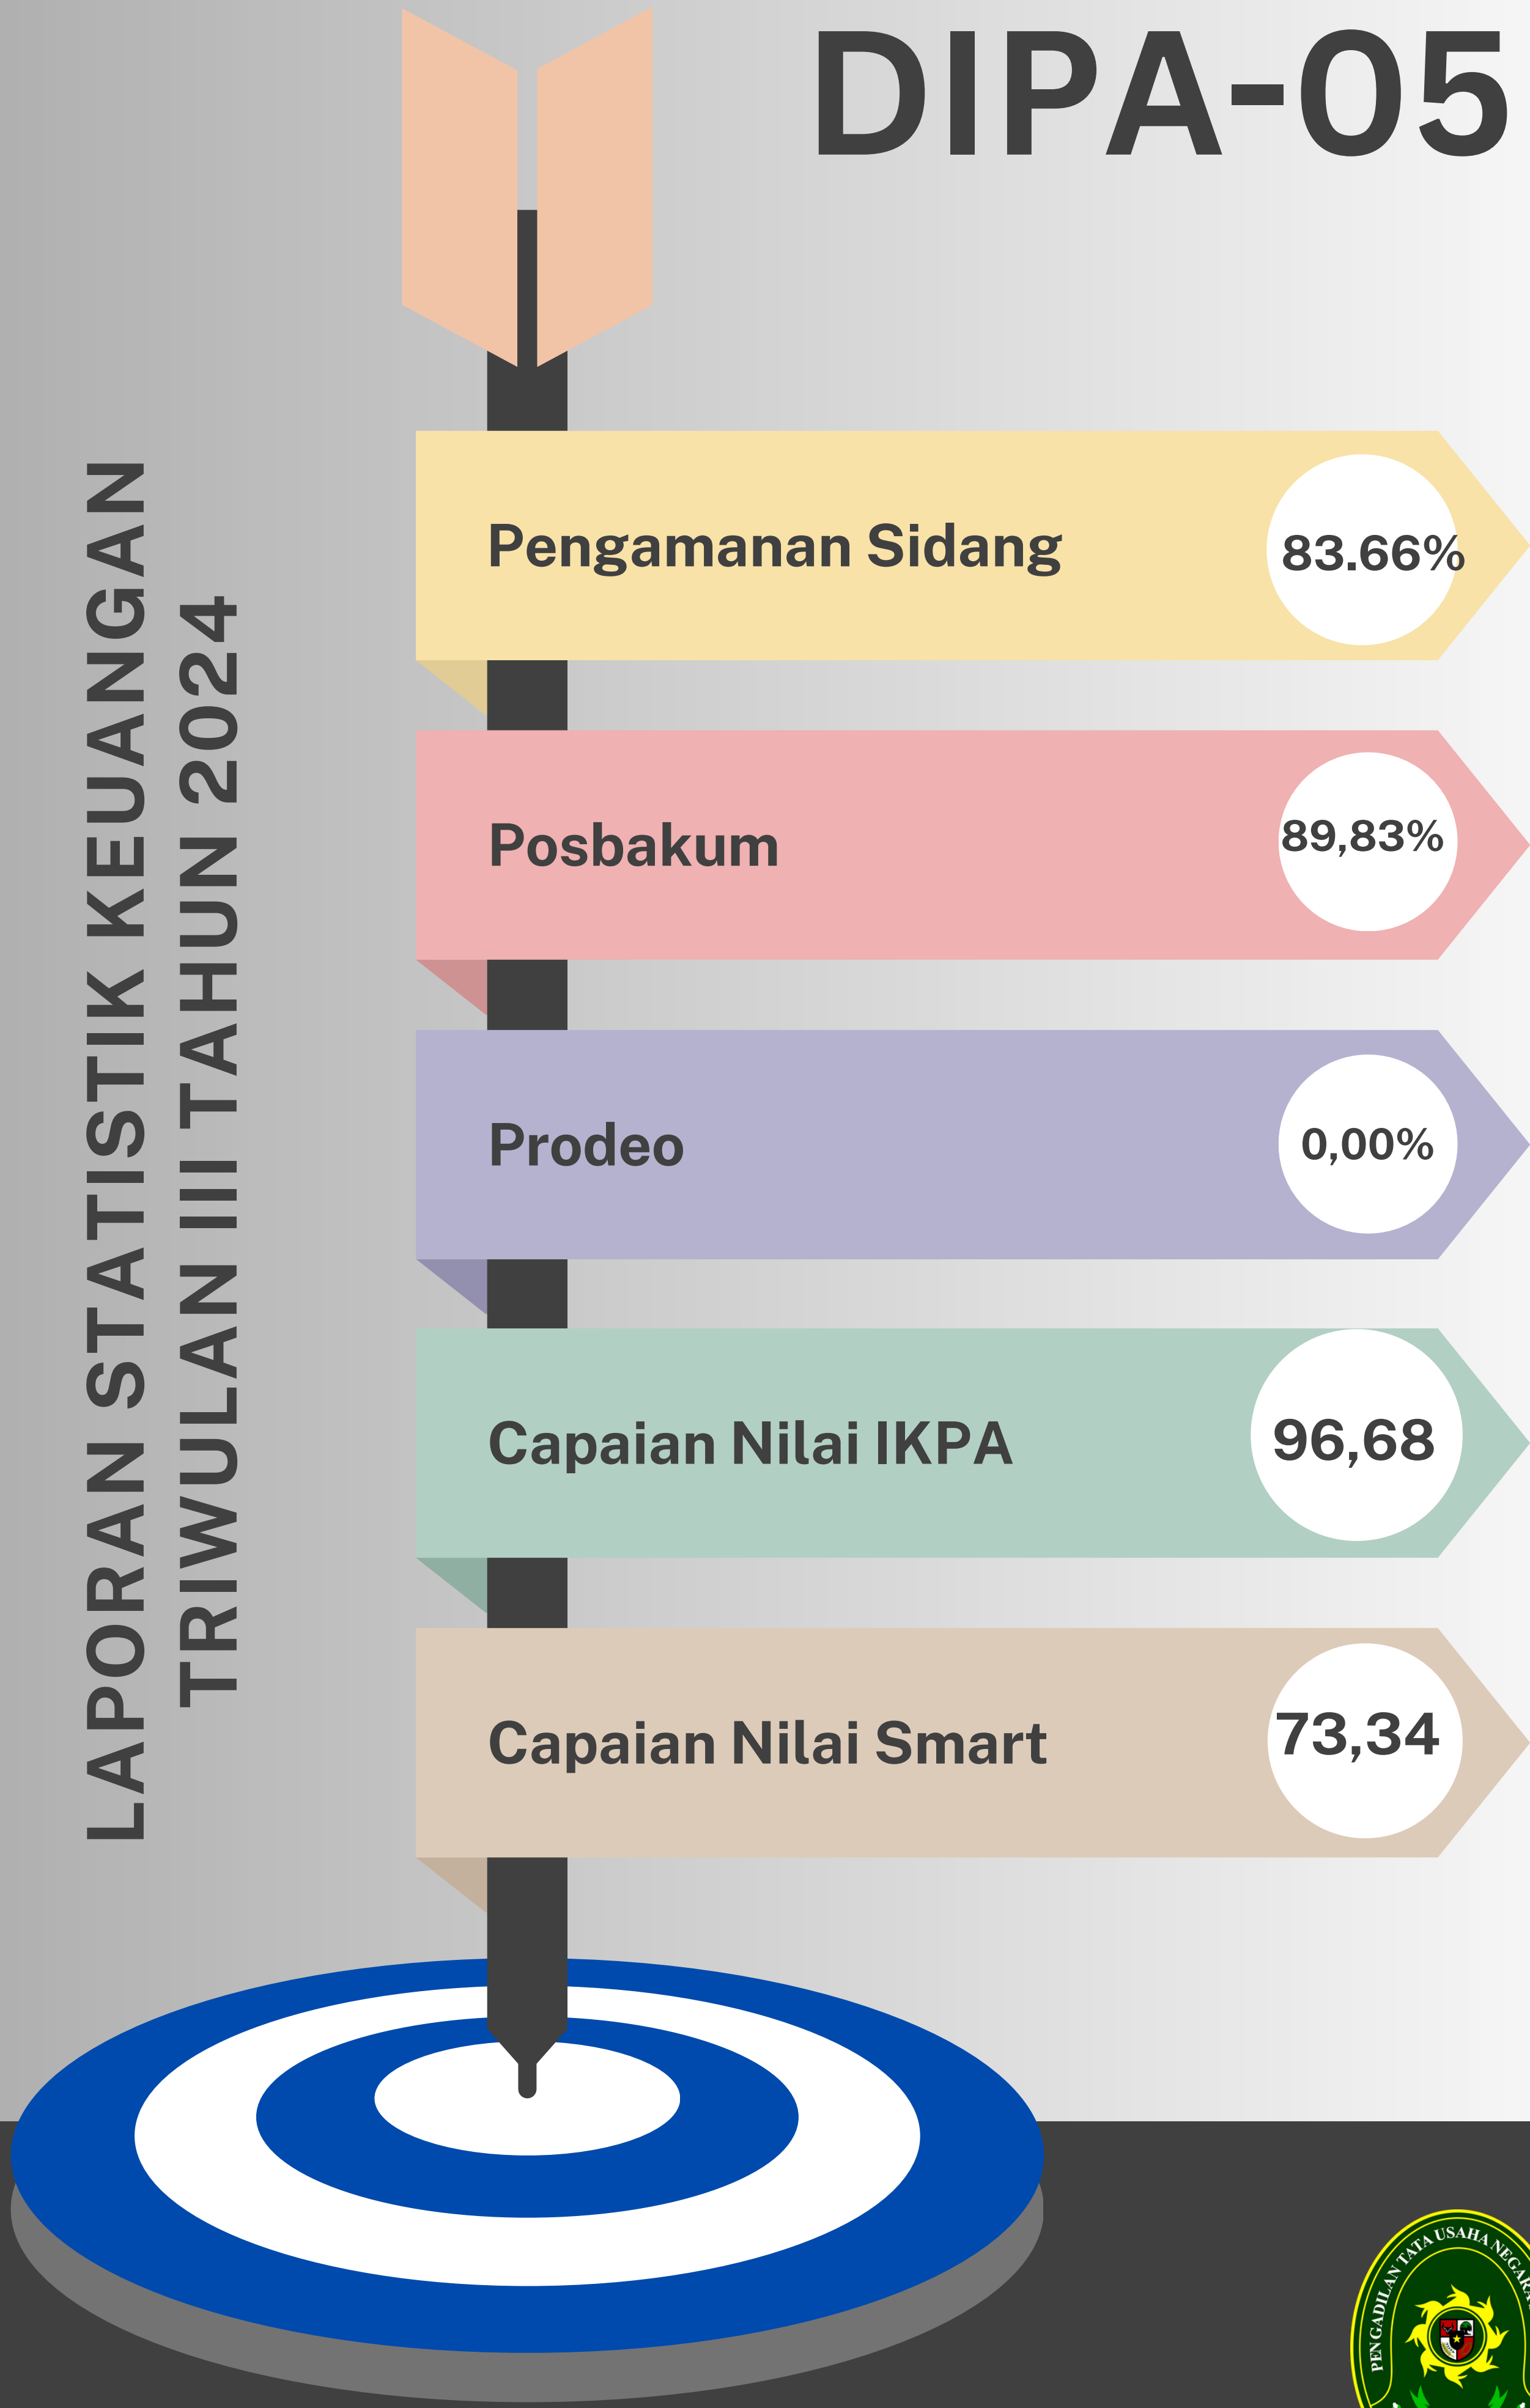 DIPA-05
LAPORAN STATISTIK KEUANGAN
TRIWULAN III TAHUN 2024
Pengamanan Sidang
83.66%
Posbakum
89,83%
Prodeo
0,00%
Capaian Nilai IKPA
96,68
Capaian Nilai Smart
73,34
PENGADILAN TATA USAHA NEGARA